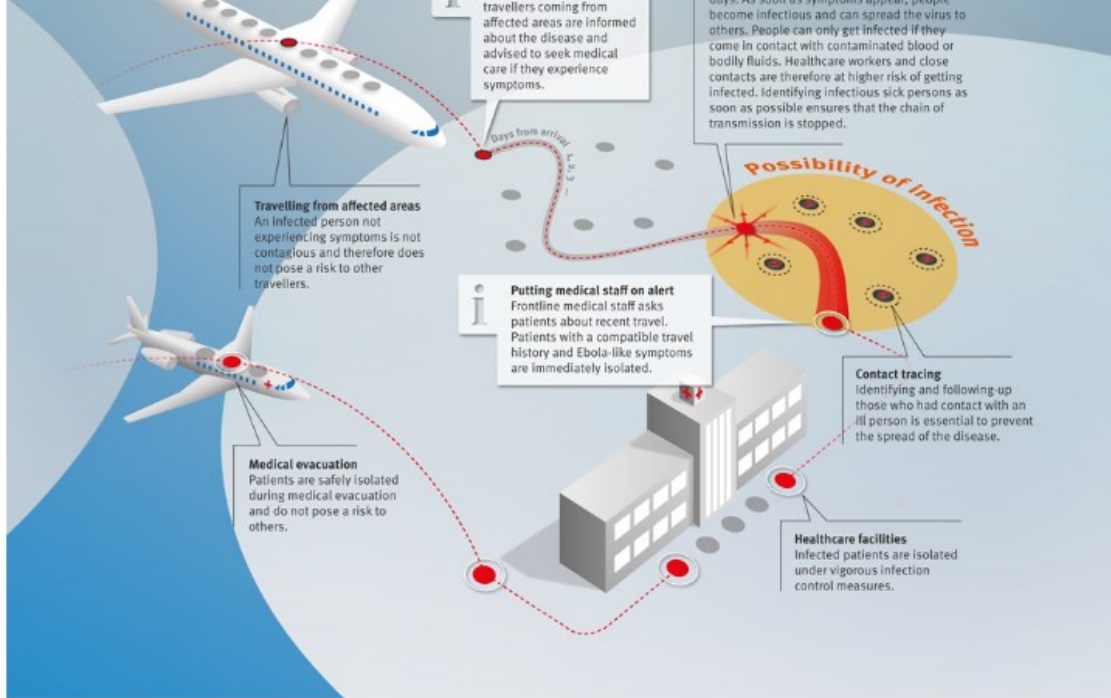 travellers coming from
affected areas are informed
about the disease and
advised to seek medical
care if they experience
symptoms.
days. As soon as symptoms appear, people
become infectious and can spread the virus to
others. People can only get infected if they
come in contact with contaminated blood or
bodily fluids. Healthcare workers and close
contacts are therefore at higher risk of getting
infected. Identifying infectious sick persons as
soon as possible ensures that the chain of
transmission is stopped.
Days from arrival 1, 2, 3 ...
Possibility of infection
Travelling from affected areas
An infected person not
experiencing symptoms is not
contagious and therefore does
not pose a risk to other
travellers.
i
Putting medical staff on alert
Frontline medical staff asks
patients about recent travel.
Patients with a compatible travel
history and Ebola-like symptoms
are immediately isolated.
Contact tracing
Identifying and following-up
those who had contact with an
ill person is essential to prevent
the spread of the disease.
Medical evacuation
Patients are safely isolated
during medical evacuation
and do not pose a risk to
others.
Healthcare facilities
Infected patients are isolated
under vigorous infection
control measures.